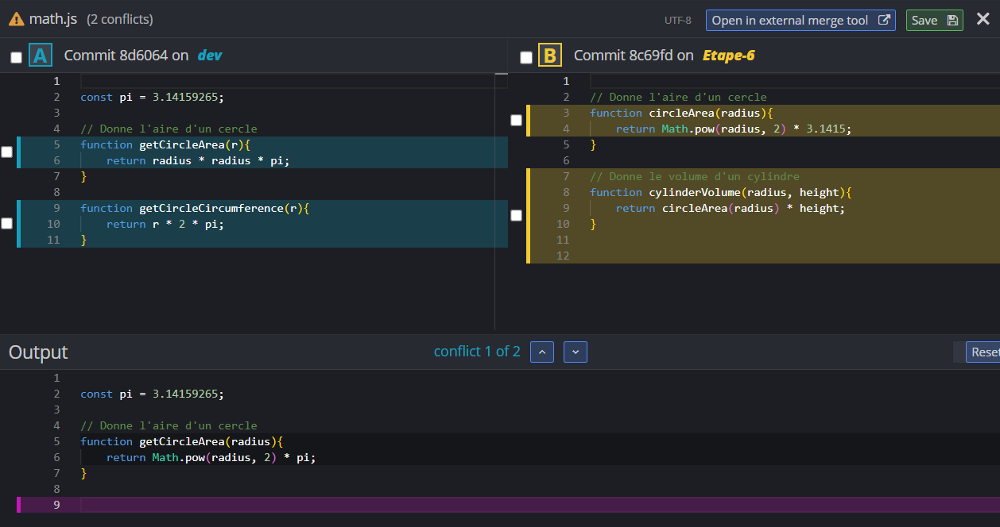 math.js (2 conflicts) UTF-8 Open in external merge tool Save
A Commit 8d6064 on dev
1
2 const pi = 3.14159265;
3
4 // Donne l'aire d'un cercle
5 function getCircleArea(r){
6 return radius * radius * pi;
7 }
8
9 function getCircleCircumference(r){
10 return r * 2 * pi;
11 }
B Commit 8c69fd on Etape-6
1
2 // Donne l'aire d'un cercle
3 function circleArea(radius){
4 return Math.pow(radius, 2) * 3.1415;
5 }
6
7 // Donne le volume d'un cylindre
8 function cylinderVolume(radius, height){
9 return circleArea(radius) * height;
10 }
11
12
Output conflict 1 of 2 Reset
1
2 const pi = 3.14159265;
3
4 // Donne l'aire d'un cercle
5 function getCircleArea(radius){
6 return Math.pow(radius, 2) * pi;
7 }
8
9